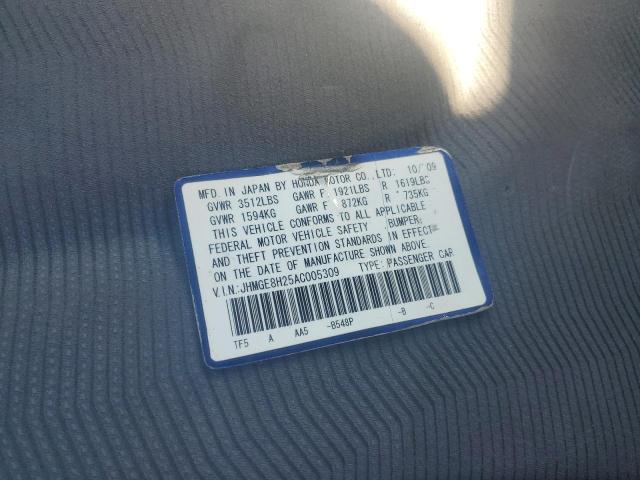 MFD. IN JAPAN BY HONDA MOTOR CO., LTD: 10/09
GVWR 3512LBS GAWR F 1921LBS R 1619LBS
GVWR 1594KG GAWR F 872KG R 735KG
THIS VEHICLE CONFORMS TO ALL APPLICABLE
FEDERAL MOTOR VEHICLE SAFETY, BUMPER,
AND THEFT PREVENTION STANDARDS IN EFFECT
ON THE DATE OF MANUFACTURE SHOWN ABOVE.
V.I.N.:JHMGE8H25AC005309 TYPE: PASSENGER CAR
TF5 A AA5 -B548P -B -C